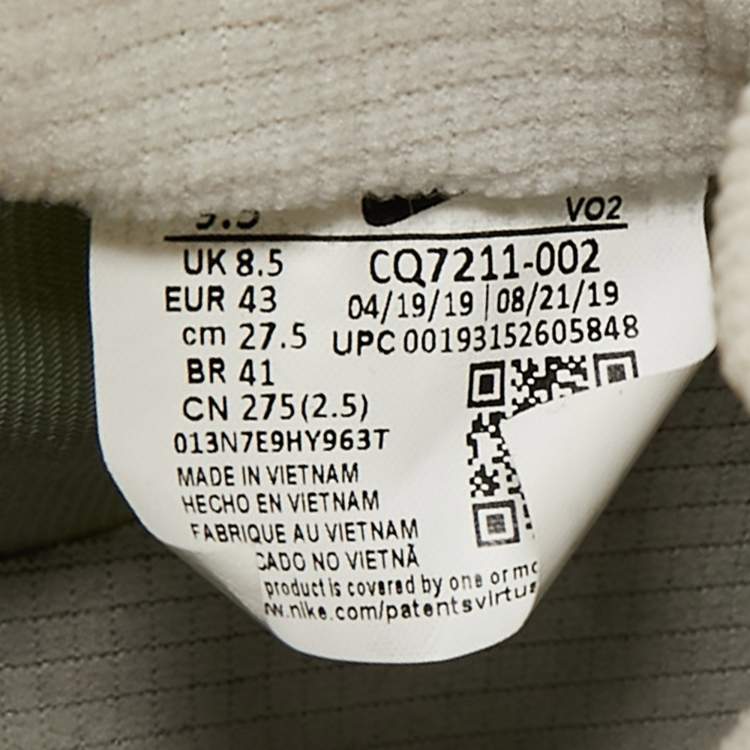 9.5 VO2
UK 8.5 CQ7211-002
EUR 43 04/19/19 | 08/21/19
cm 27.5 UPC 00193152605848
BR 41
CN 275(2.5)
013N7E9HY963T
MADE IN VIETNAM
HECHO EN VIETNAM
FABRIQUE AU VIETNAM
CADO NO VIETNÃ
product is covered by one or mo
w.nike.com/patentsvirtua